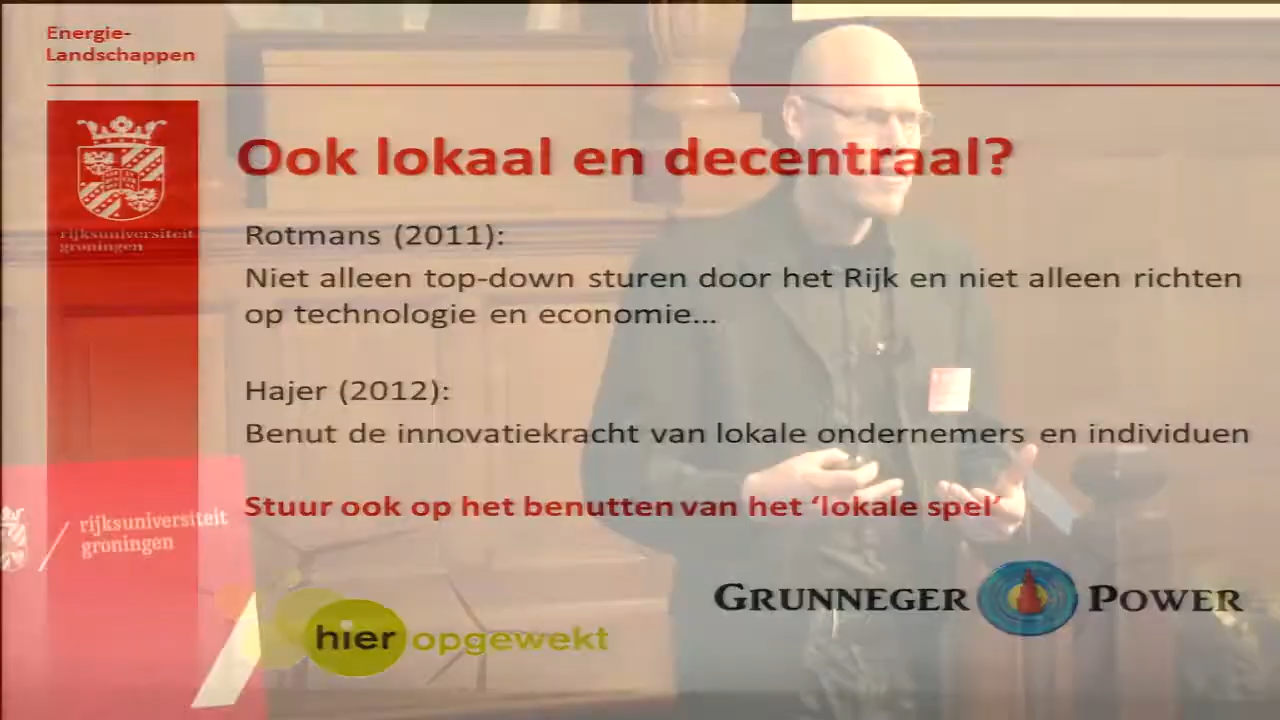 Energie-
Landschappen
rijksuniversiteit
groningen
Ook lokaal en decentraal?
Rotmans (2011):
Niet alleen top-down sturen door het Rijk en niet alleen richten
op technologie en economie...
Hajer (2012):
Benut de innovatiekracht van lokale ondernemers en individuen
Stuur ook op het benutten van het ‘lokale spel’
rijksuniversiteit
groningen
GRUNNEGER POWER
hier opgewekt